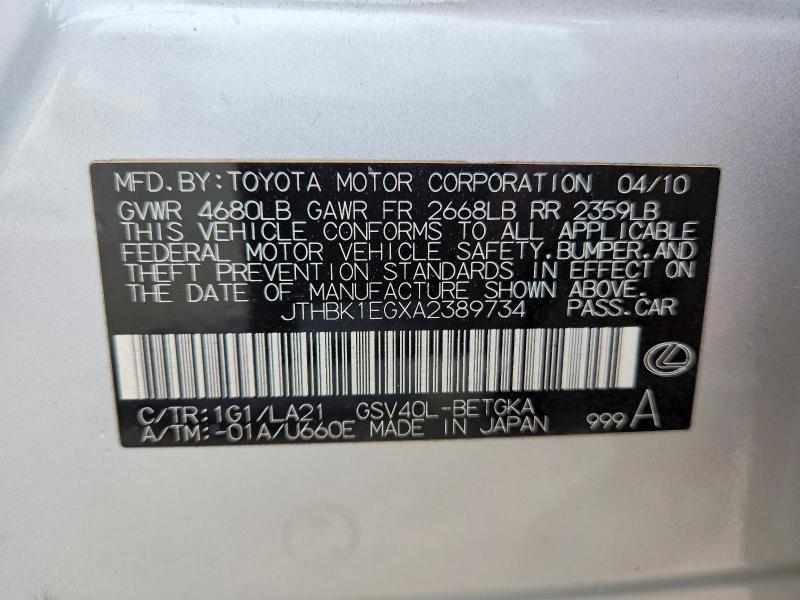 MFD.BY:TOYOTA MOTOR CORPORATION 04/10
GVWR 4680LB GAWR FR 2668LB RR 2359LB
THIS VEHICLE CONFORMS TO ALL APPLICABLE
FEDERAL MOTOR VEHICLE SAFETY.BUMPER.AND
THEFT PREVENTION STANDARDS IN EFFECT ON
THE DATE OF MANUFACTURE SHOWN ABOVE.
JTHBK1EGXA2389734 PASS.CAR
C/TR:1G1/LA21 GSV40L-BETGKA
A/TM:-01A/U660E MADE IN JAPAN 999A